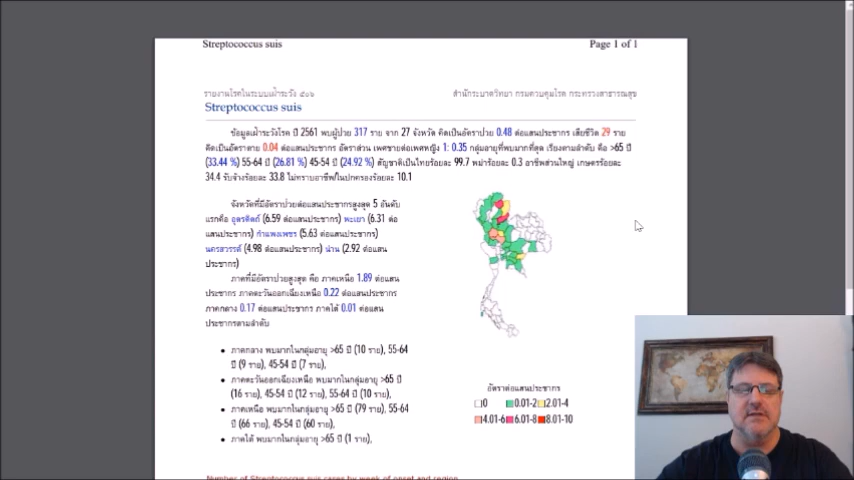 Streptococcus suis Page 1 of 1
รายงานโรคในระบบเฝ้าระวัง ๕๐๖ สำนักระบาดวิทยา กรมควบคุมโรค กระทรวงสาธารณสุข
Streptococcus suis
ข้อมูลเฝ้าระวังโรค ปี 2561 พบผู้ป่วย 317 ราย จาก 27 จังหวัด คิดเป็นอัตราป่วย 0.48 ต่อแสนประชากร เสียชีวิต 29 ราย
คิดเป็นอัตราตาย 0.04 ต่อแสนประชากร อัตราส่วน เพศชายต่อเพศหญิง 1: 0.35 กลุ่มอายุที่พบมากที่สุด เรียงตามลำดับ คือ >65 ปี
(33.44 %) 55-64 ปี (26.81 %) 45-54 ปี (24.92 %) สัญชาติเป็นไทยร้อยละ 99.7 พม่าร้อยละ 0.3 อาชีพส่วนใหญ่ เกษตรร้อยละ
34.4 รับจ้างร้อยละ 33.8 ไม่ทราบอาชีพ/ในปกครองร้อยละ 10.1
จังหวัดที่มีอัตราป่วยต่อแสนประชากรสูงสุด 5 อันดับ
แรกคือ อุตรดิตถ์ (6.59 ต่อแสนประชากร) พะเยา (6.31 ต่อ
แสนประชากร) กำแพงเพชร (5.63 ต่อแสนประชากร)
นครสวรรค์ (4.98 ต่อแสนประชากร) น่าน (2.92 ต่อแสน
ประชากร)
ภาคที่มีอัตราป่วยสูงสุด คือ ภาคเหนือ 1.89 ต่อแสน
ประชากร ภาคตะวันออกเฉียงเหนือ 0.22 ต่อแสนประชากร
ภาคกลาง 0.17 ต่อแสนประชากร ภาคใต้ 0.01 ต่อแสน
ประชากรตามลำดับ
• ภาคกลาง พบมากในกลุ่มอายุ >65 ปี (10 ราย), 55-64
ปี (9 ราย), 45-54 ปี (7 ราย),
• ภาคตะวันออกเฉียงเหนือ พบมากในกลุ่มอายุ >65 ปี
(16 ราย), 45-54 ปี (12 ราย), 55-64 ปี (10 ราย),
• ภาคเหนือ พบมากในกลุ่มอายุ >65 ปี (79 ราย), 55-64
ปี (66 ราย), 45-54 ปี (60 ราย),
• ภาคใต้ พบมากในกลุ่มอายุ >65 ปี (1 ราย),
อัตราต่อแสนประชากร
0 0.01-2 2.01-4
4.01-6 6.01-8 8.01-10
Number of Streptococcus suis cases by week of onset and region